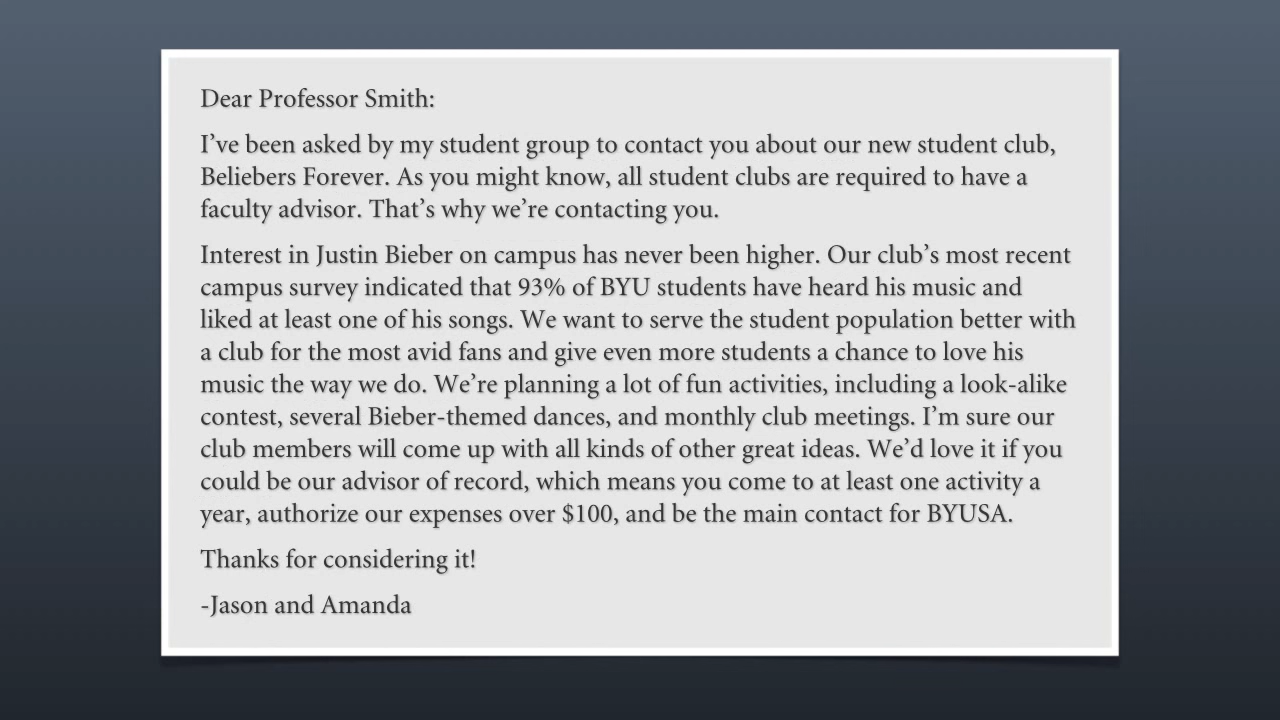 Dear Professor Smith:
I’ve been asked by my student group to contact you about our new student club,
Beliebers Forever. As you might know, all student clubs are required to have a
faculty advisor. That’s why we’re contacting you.
Interest in Justin Bieber on campus has never been higher. Our club’s most recent
campus survey indicated that 93% of BYU students have heard his music and
liked at least one of his songs. We want to serve the student population better with
a club for the most avid fans and give even more students a chance to love his
music the way we do. We’re planning a lot of fun activities, including a look-alike
contest, several Bieber-themed dances, and monthly club meetings. I’m sure our
club members will come up with all kinds of other great ideas. We’d love it if you
could be our advisor of record, which means you come to at least one activity a
year, authorize our expenses over $100, and be the main contact for BYUSA.
Thanks for considering it!
-Jason and Amanda